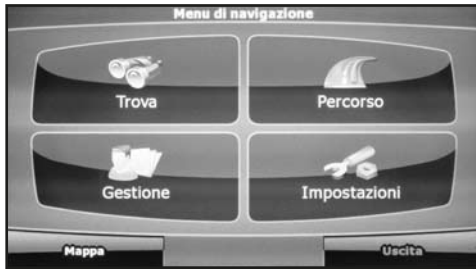 Menu di navigazione
Trova
Percorso
Gestione
Impostazioni
Mappa
Uscita